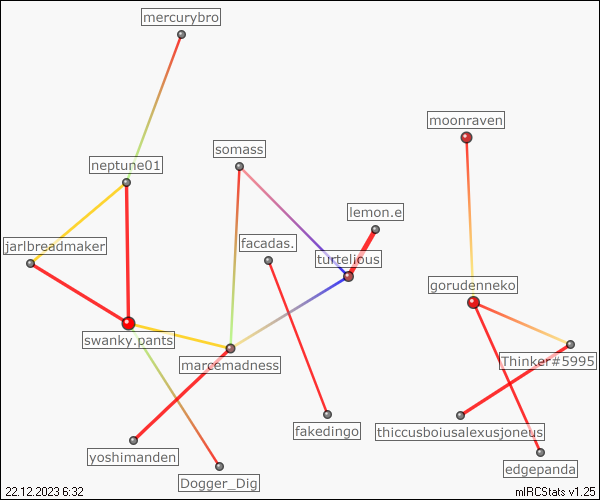 mercurybro
moonraven
somass
neptune01
lemon.e
facadas.
jarlbreadmaker
turtelious
gorudenneko
swanky.pants
marcemadness
Thinker#5995
fakedingo
thiccusboiusalexusjoneus
yoshimanden
edgepanda
Dogger_Dig
22.12.2023 6:32
mIRCStats v1.25